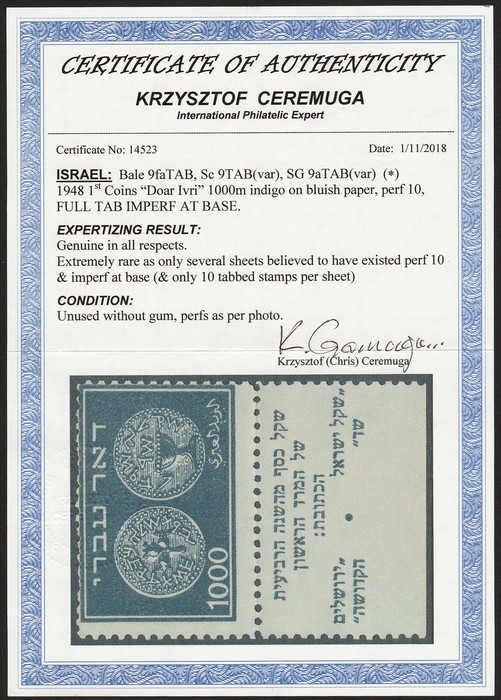 CERTIFICATE OF AUTHENTICITY
KRZYSZTOF CEREMUGA
International Philatelic Expert
Certificate No: 14523
Date: 1/11/2018
ISRAEL: Bale 9faTAB, Sc 9TAB(var), SG 9aTAB(var) (*)
1948 1st Coins “Doar Ivri” 1000m indigo on bluish paper, perf 10,
FULL TAB IMPERF AT BASE.
EXPERTIZING RESULT:
Genuine in all respects.
Extremely rare as only several sheets believed to have existed perf 10
& imperf at base (& only 10 tabbed stamps per sheet)
CONDITION:
Unused without gum, perfs as per photo.
K. Ceremuga
Krzysztof (Chris) Ceremuga
דאר עברי
البريد العبري
1000
שקל כסף מהשנה הרביעית
של המרד הראשון
הכתובת:
"ירושלים • "שקל ישראל
הקדושה" שד"